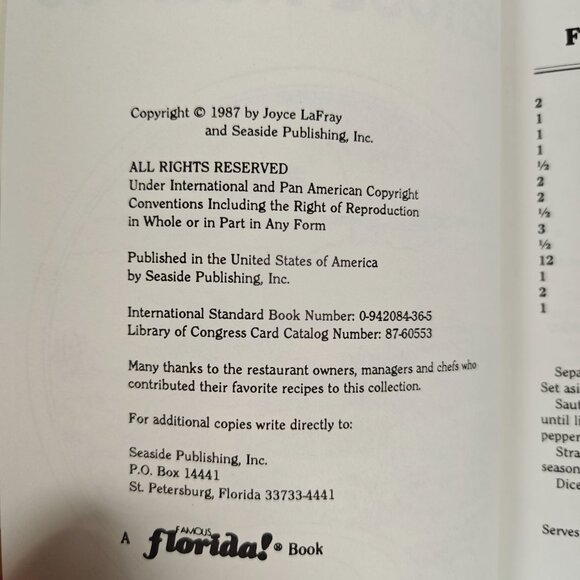 Copyright © 1987 by Joyce LaFray
and Seaside Publishing, Inc.
ALL RIGHTS RESERVED
Under International and Pan American Copyright
Conventions Including the Right of Reproduction
in Whole or in Part in Any Form
Published in the United States of America
by Seaside Publishing, Inc.
International Standard Book Number: 0-942084-36-5
Library of Congress Card Catalog Number: 87-60553
Many thanks to the restaurant owners, managers and chefs who
contributed their favorite recipes to this collection.
For additional copies write directly to:
Seaside Publishing, Inc.
P.O. Box 14441
St. Petersburg, Florida 33733-4441
A FAMOUS florida!® Book
F
2
1
1
1
½
2
2
½
3
½
12
1
2
1
Sepa
Set asi
Saut
until li
pepper
Stra
season
Dice
Serves